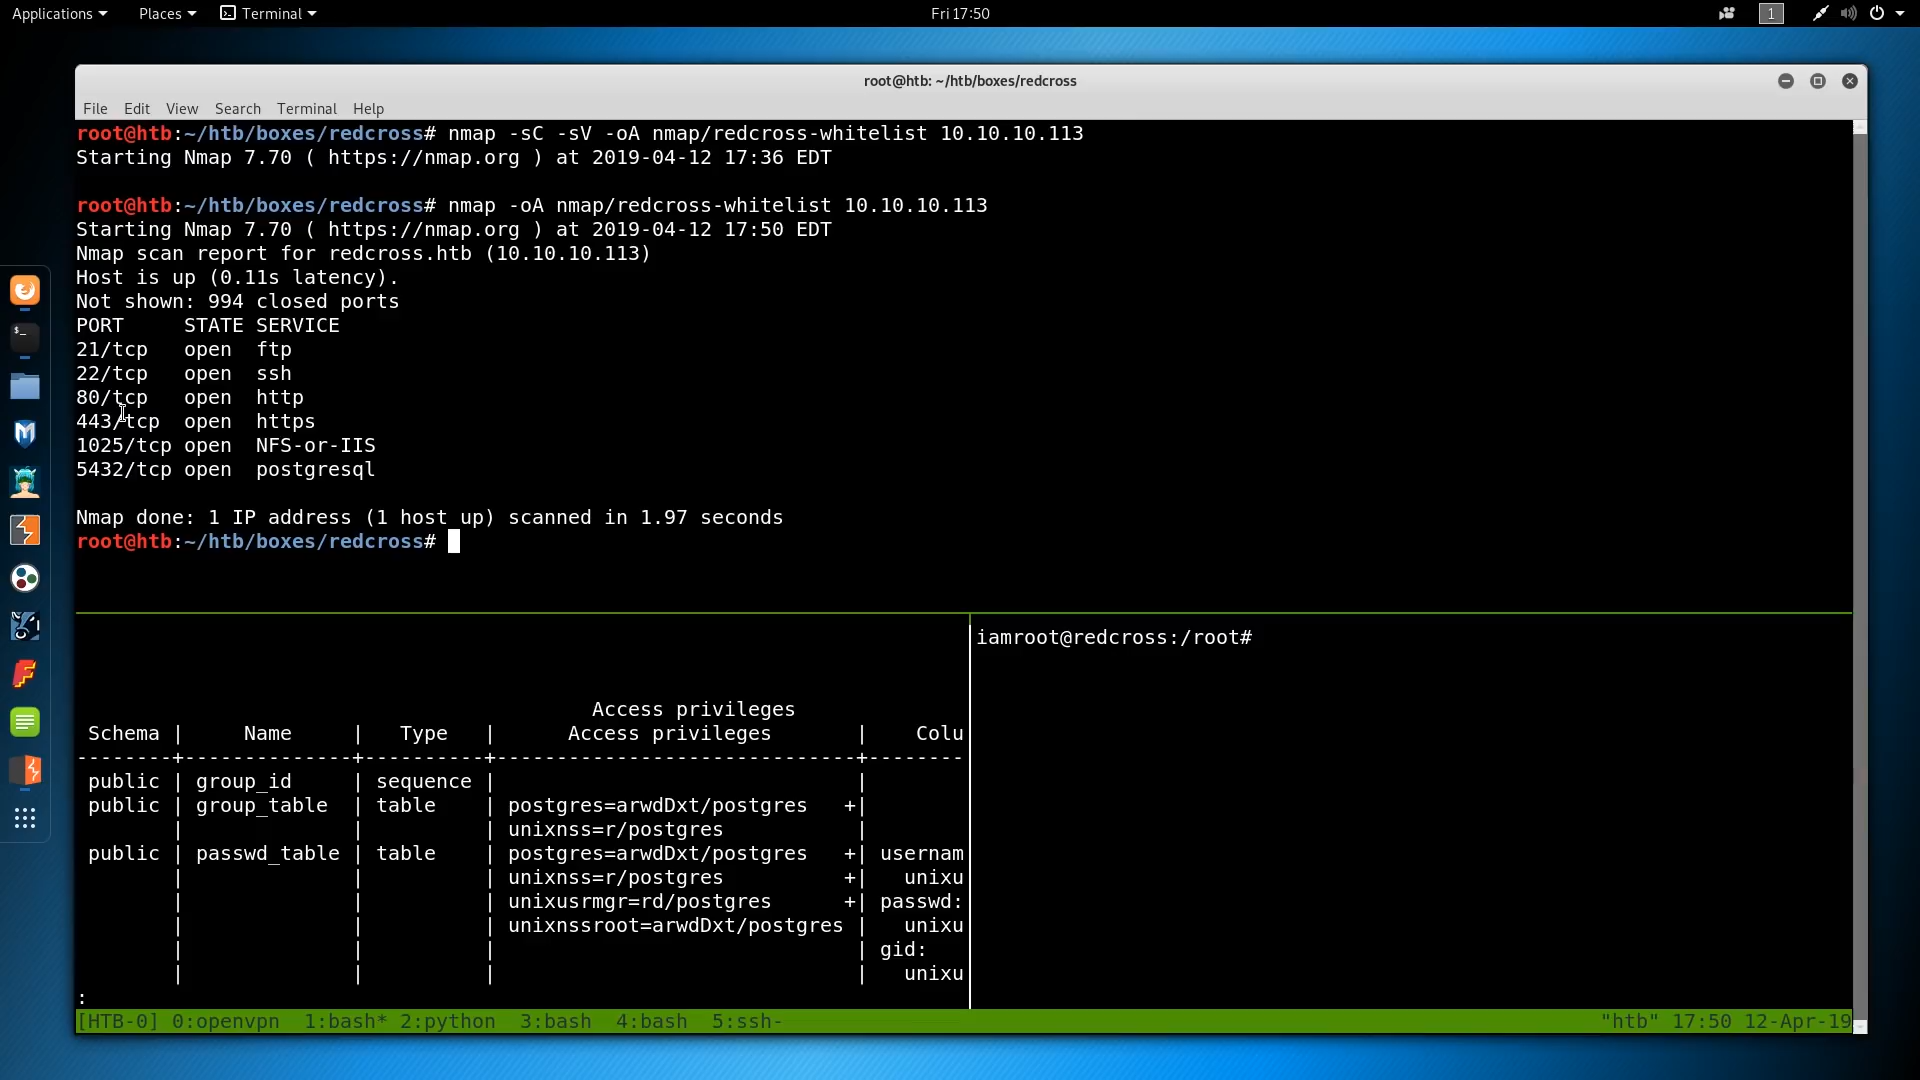 Applications Places Terminal Fri 17:50 1
root@htb: ~/htb/boxes/redcross
File Edit View Search Terminal Help
root@htb:~/htb/boxes/redcross# nmap -sC -sV -oA nmap/redcross-whitelist 10.10.10.113
Starting Nmap 7.70 ( https://nmap.org ) at 2019-04-12 17:36 EDT
root@htb:~/htb/boxes/redcross# nmap -oA nmap/redcross-whitelist 10.10.10.113
Starting Nmap 7.70 ( https://nmap.org ) at 2019-04-12 17:50 EDT
Nmap scan report for redcross.htb (10.10.10.113)
Host is up (0.11s latency).
Not shown: 994 closed ports
PORT     STATE SERVICE
21/tcp   open  ftp
22/tcp   open  ssh
80/tcp   open  http
443/tcp  open  https
1025/tcp open  NFS-or-IIS
5432/tcp open  postgresql
Nmap done: 1 IP address (1 host up) scanned in 1.97 seconds
root@htb:~/htb/boxes/redcross#
                                           Access privileges
 Schema |     Name     |   Type   |      Access privileges       |    Colu
--------+--------------+----------+------------------------------+--------
 public | group_id     | sequence |                              |
 public | group_table  | table    | postgres=arwdDxt/postgres   +|
        |              |          | unixnss=r/postgres           |
 public | passwd_table | table    | postgres=arwdDxt/postgres   +| usernam
        |              |          | unixnss=r/postgres          +|   unixu
        |              |          | unixusrmgr=rd/postgres      +| passwd:
        |              |          | unixnssroot=arwdDxt/postgres |   unixu
        |              |          |                              | gid:
        |              |          |                              |   unixu
:
iamroot@redcross:/root#
[HTB-0] 0:openvpn  1:bash* 2:python  3:bash  4:bash  5:ssh- "htb" 17:50 12-Apr-19